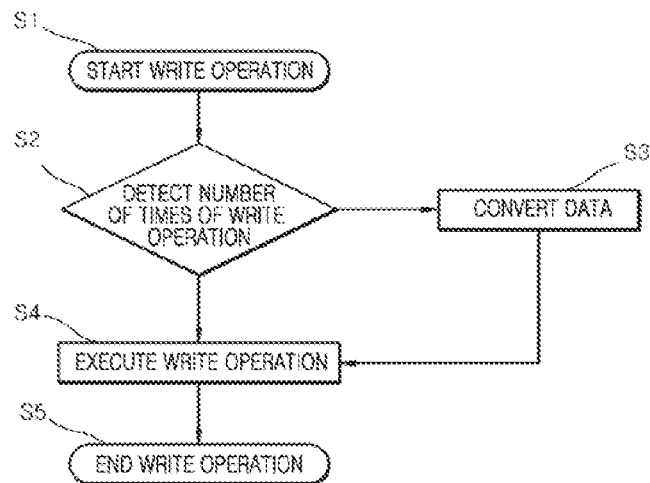 S1
START WRITE OPERATION
S2
DETECT NUMBER
OF TIMES OF WRITE
OPERATION
S3
CONVERT DATA
S4
EXECUTE WRITE OPERATION
S5
END WRITE OPERATION